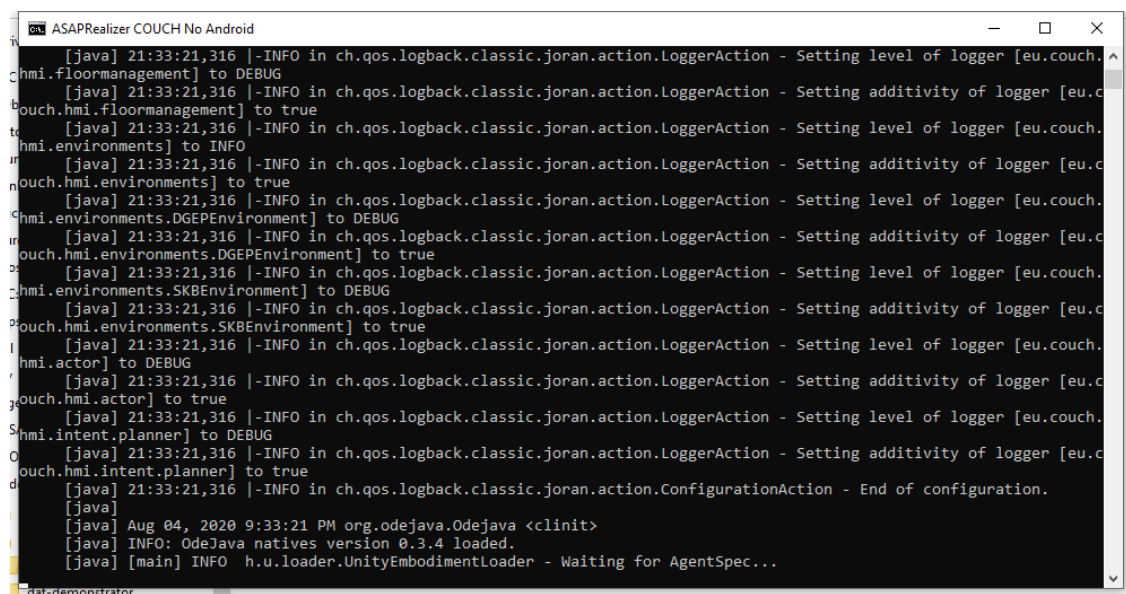 ASAPRealizer COUCH No Android
[java] 21:33:21,316 |-INFO in ch.qos.logback.classic.joran.action.LoggerAction - Setting level of logger [eu.couch.
hmi.floormanagement] to DEBUG
[java] 21:33:21,316 |-INFO in ch.qos.logback.classic.joran.action.LoggerAction - Setting additivity of logger [eu.c
ouch.hmi.floormanagement] to true
[java] 21:33:21,316 |-INFO in ch.qos.logback.classic.joran.action.LoggerAction - Setting level of logger [eu.couch.
hmi.environments] to INFO
[java] 21:33:21,316 |-INFO in ch.qos.logback.classic.joran.action.LoggerAction - Setting additivity of logger [eu.c
ouch.hmi.environments] to true
[java] 21:33:21,316 |-INFO in ch.qos.logback.classic.joran.action.LoggerAction - Setting level of logger [eu.couch.
hmi.environments.DGEPEnvironment] to DEBUG
[java] 21:33:21,316 |-INFO in ch.qos.logback.classic.joran.action.LoggerAction - Setting additivity of logger [eu.c
ouch.hmi.environments.DGEPEnvironment] to true
[java] 21:33:21,316 |-INFO in ch.qos.logback.classic.joran.action.LoggerAction - Setting level of logger [eu.couch.
hmi.environments.SKBEnvironment] to DEBUG
[java] 21:33:21,316 |-INFO in ch.qos.logback.classic.joran.action.LoggerAction - Setting additivity of logger [eu.c
ouch.hmi.environments.SKBEnvironment] to true
[java] 21:33:21,316 |-INFO in ch.qos.logback.classic.joran.action.LoggerAction - Setting level of logger [eu.couch.
hmi.actor] to DEBUG
[java] 21:33:21,316 |-INFO in ch.qos.logback.classic.joran.action.LoggerAction - Setting additivity of logger [eu.c
ouch.hmi.actor] to true
[java] 21:33:21,316 |-INFO in ch.qos.logback.classic.joran.action.LoggerAction - Setting level of logger [eu.couch.
hmi.intent.planner] to DEBUG
[java] 21:33:21,316 |-INFO in ch.qos.logback.classic.joran.action.LoggerAction - Setting additivity of logger [eu.c
ouch.hmi.intent.planner] to true
[java] 21:33:21,316 |-INFO in ch.qos.logback.classic.joran.action.ConfigurationAction - End of configuration.
[java]
[java] Aug 04, 2020 9:33:21 PM org.odejava.Odejava <clinit>
[java] INFO: OdeJava natives version 0.3.4 loaded.
[java] [main] INFO  h.u.loader.UnityEmbodimentLoader - Waiting for AgentSpec...
dat-demonstrator